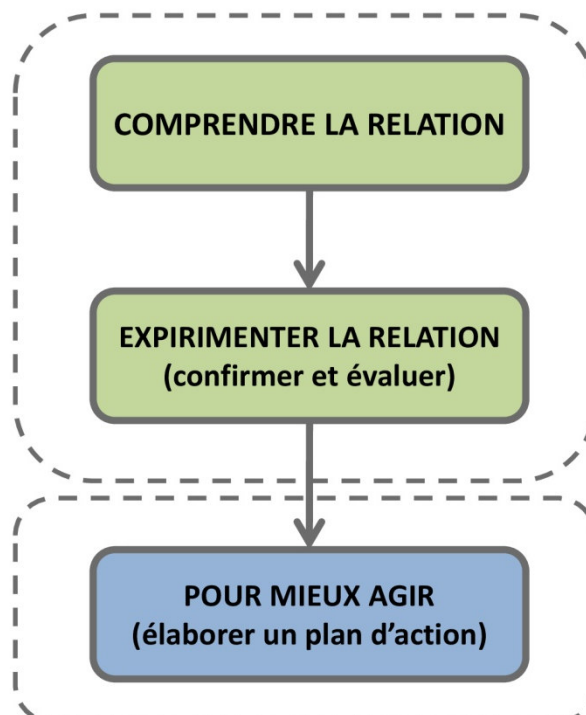 COMPRENDRE LA RELATION
EXPIRIMENTER LA RELATION
(confirmer et évaluer)
POUR MIEUX AGIR
(élaborer un plan d’action)